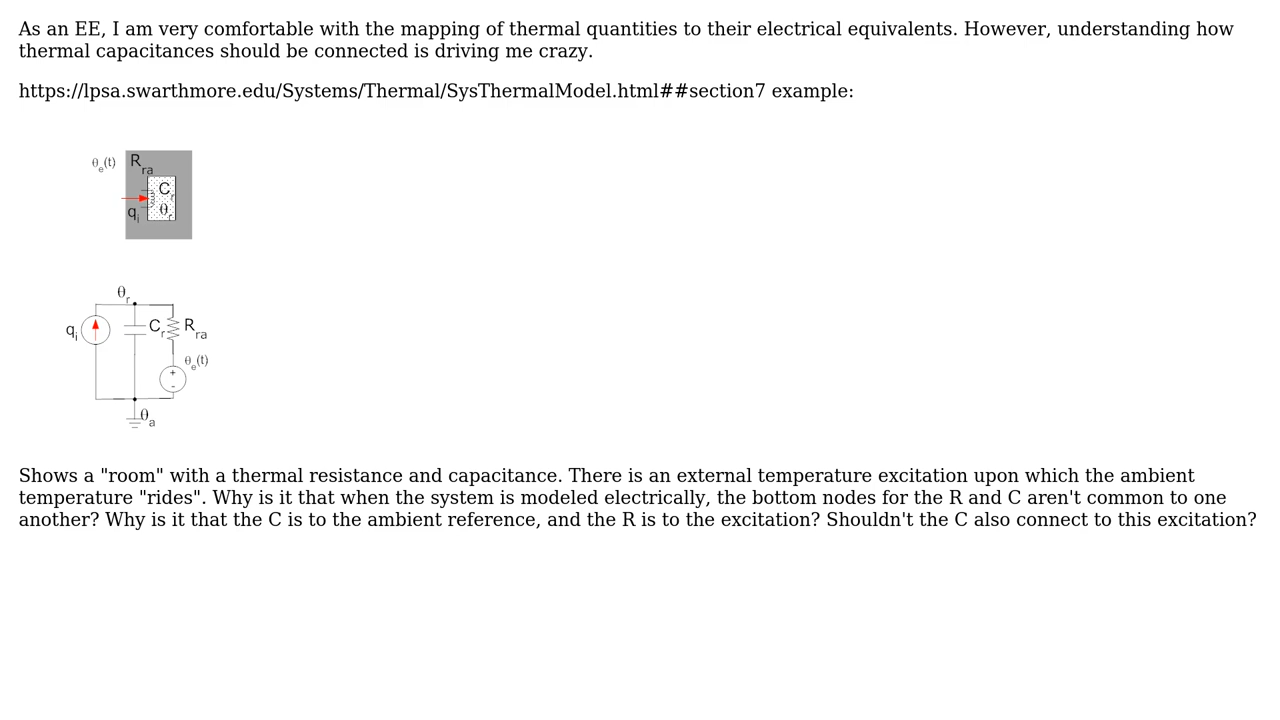 As an EE, I am very comfortable with the mapping of thermal quantities to their electrical equivalents. However, understanding how
thermal capacitances should be connected is driving me crazy.
https://lpsa.swarthmore.edu/Systems/Thermal/SysThermalModel.html##section7 example:
θe(t) Rra
Cr
qi θr
θr
qi Cr Rra
θe(t)
+
-
θa
Shows a "room" with a thermal resistance and capacitance. There is an external temperature excitation upon which the ambient
temperature "rides". Why is it that when the system is modeled electrically, the bottom nodes for the R and C aren't common to one
another? Why is it that the C is to the ambient reference, and the R is to the excitation? Shouldn't the C also connect to this excitation?